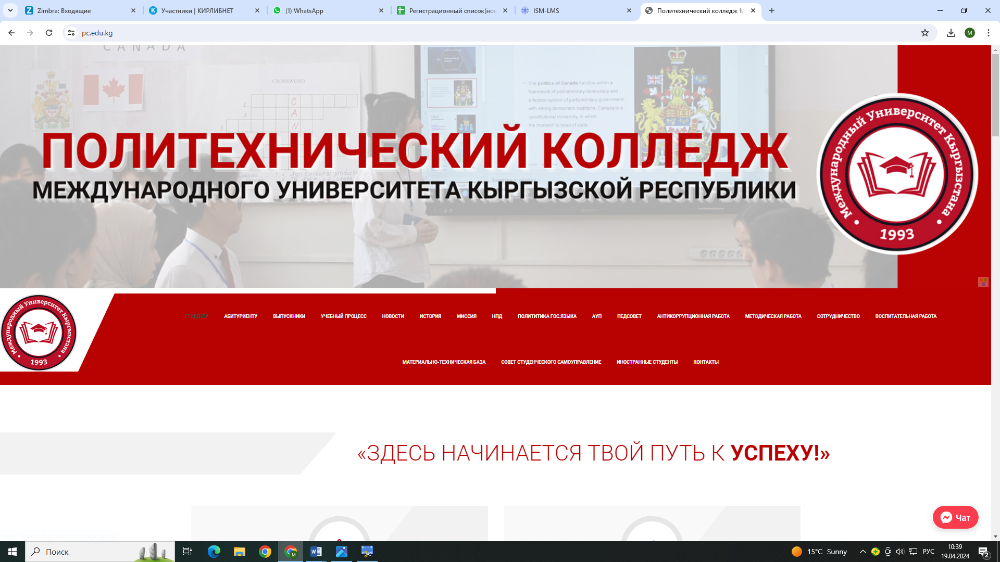 Zimbra: Входящие
Участники | КИРЛИБНЕТ
(1) WhatsApp
Регистрационный список(нов
ISM-LMS
Политехнический колледж М
pc.edu.kg
M
CANADA
CROSSWORD
1.
C
2.
A
3.
N
• The politics of Canada function within a
framework of parliamentary democracy and
a federal system of parliamentary government
with strong democratic traditions. Canada is a
constitutional monarchy, in which
the monarch is head of state.
ПОЛИТЕХНИЧЕСКИЙ КОЛЛЕДЖ
МЕЖДУНАРОДНОГО УНИВЕРСИТЕТА КЫРГЫЗСКОЙ РЕСПУБЛИКИ
Международный Университет Кыргызстана
1993
Международный Университет Кыргызстана
1993
СТУДЕНТУ АБИТУРИЕНТУ ВЫПУСКНИКИ УЧЕБНЫЙ ПРОЦЕСС НОВОСТИ ИСТОРИЯ МИССИЯ НПД ПОЛИТИТИКА ГОС.ЯЗЫКА АУП ПЕДСОВЕТ АНТИКОРРУПЦИОННАЯ РАБОТА МЕТОДИЧЕСКАЯ РАБОТА СОТРУДНИЧЕСТВО ВОСПИТАТЕЛЬНАЯ РАБОТА
МАТЕРИАЛЬНО-ТЕХНИЧЕСКАЯ БАЗА СОВЕТ СТУДЕНЧЕСКОГО САМОУПРАВЛЕНИЕ ИНОСТРАННЫЕ СТУДЕНТЫ КОНТАКТЫ
«ЗДЕСЬ НАЧИНАЕТСЯ ТВОЙ ПУТЬ К УСПЕХУ!»
Чат
Поиск
15°C Sunny
РУС
10:39
19.04.2024
2